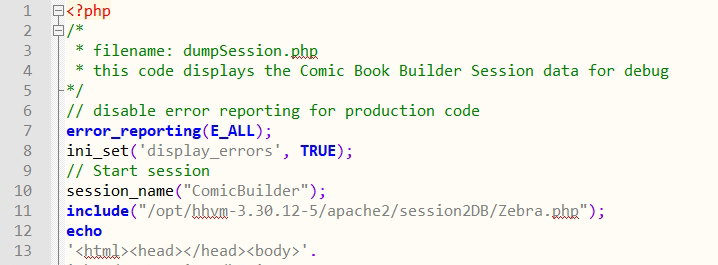 1 <?php
2 /*
3  * filename: dumpSession.php
4  * this code displays the Comic Book Builder Session data for debug
5 */
6 // disable error reporting for production code
7 error_reporting(E_ALL);
8 ini_set('display_errors', TRUE);
9 // Start session
10 session_name("ComicBuilder");
11 include("/opt/hhvm-3.30.12-5/apache2/session2DB/Zebra.php");
12 echo
13 '<html><head></head><body>'.